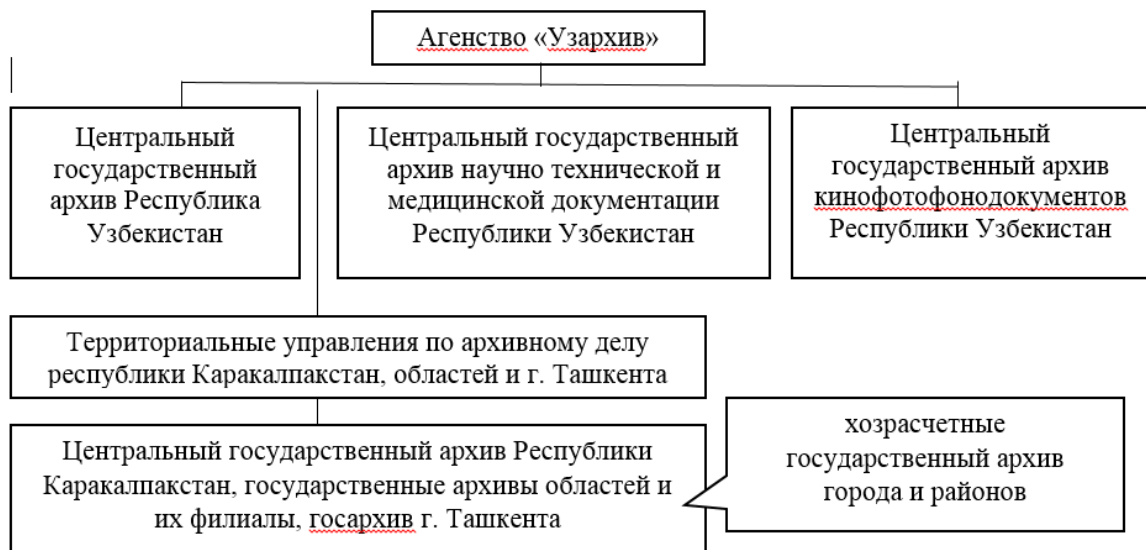 Агенство «Узархив»
Центральный
государственный
архив Республика
Узбекистан
Центральный государственный
архив научно технической и
медицинской документации
Республики Узбекистан
Центральный
государственный архив
кинофотофонодокументов
Республики Узбекистан
Территориальные управления по архивному делу
республики Каракалпакстан, областей и г. Ташкента
Центральный государственный архив Республики
Каракалпакстан, государственные архивы областей и
их филиалы, госархив г. Ташкента
хозрасчетные
государственный архив
города и районов